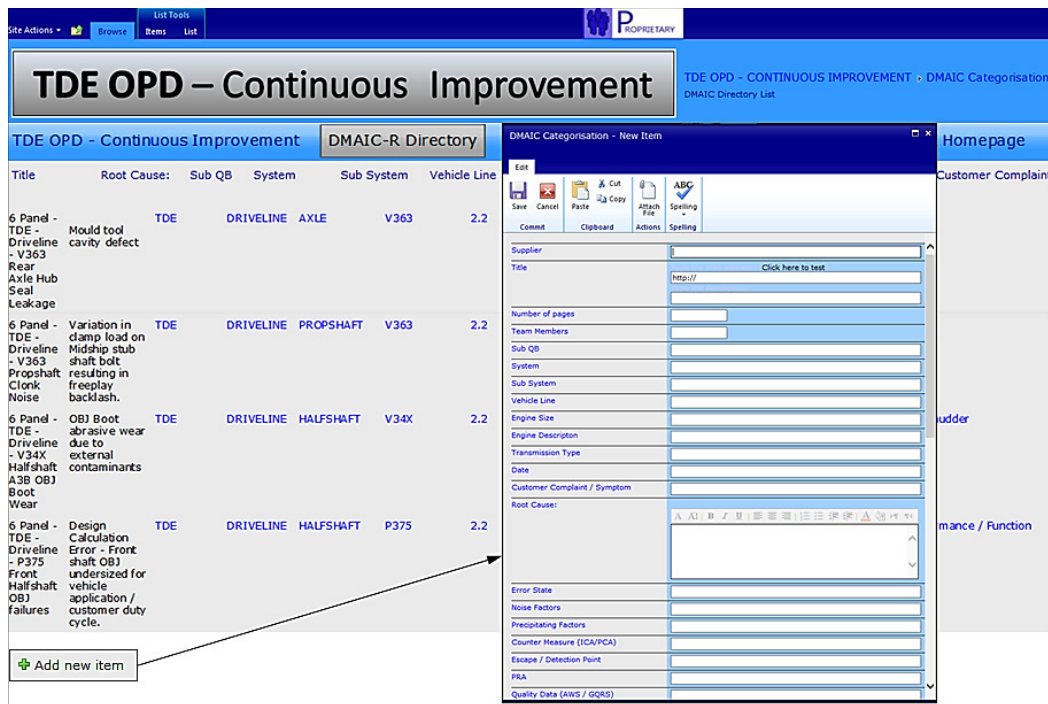 List Tools
Site Actions
Browse
Items
List
PROPRIETARY
TDE OPD – Continuous Improvement
TDE OPD - CONTINUOUS IMPROVEMENT
DMAIC Categorisation
DMAIC Directory List
TDE OPD - Continuous Improvement
DMAIC-R Directory
Homepage
Title
Root Cause:
Sub QB
System
Sub System
Vehicle Line
Customer Complaint
6 Panel -
TDE -
Driveline
- V363
Rear
Axle Hub
Seal
Leakage
Mould tool
cavity defect
TDE
DRIVELINE
AXLE
V363
2.2
6 Panel -
TDE -
Driveline
- V363
Propshaft
Clonk
Noise
Variation in
clamp load on
Midship stub
shaft bolt
resulting in
freeplay
backlash.
TDE
DRIVELINE
PROPSHAFT
V363
2.2
6 Panel -
TDE -
Driveline
- V34X
Halfshaft
A3B OBJ
Boot
Wear
OBJ Boot
abrasive wear
due to
external
contaminants
TDE
DRIVELINE
HALFSHAFT
V34X
2.2
udder
6 Panel -
TDE -
Driveline
- P375
Front
Halfshaft
OBJ
failures
Design
Calculation
Error - Front
shaft OBJ
undersized for
vehicle
application /
customer duty
cycle.
TDE
DRIVELINE
HALFSHAFT
P375
2.2
mance / Function
Add new item
DMAIC Categorisation - New Item
Edit
Save
Cancel
Paste
Cut
Copy
Attach
File
ABC
Spelling
Commit
Clipboard
Actions
Spelling
Supplier
Title
Click here to test
http://
Number of pages
Team Members
Sub QB
System
Sub System
Vehicle Line
Engine Size
Engine Descripton
Transmission Type
Date
Customer Complaint / Symptom
Root Cause:
A AI B I U
Error State
Noise Factors
Precipitating Factors
Counter Measure (ICA/PCA)
Escape / Detection Point
PRA
Quality Data (AWS / GQRS)